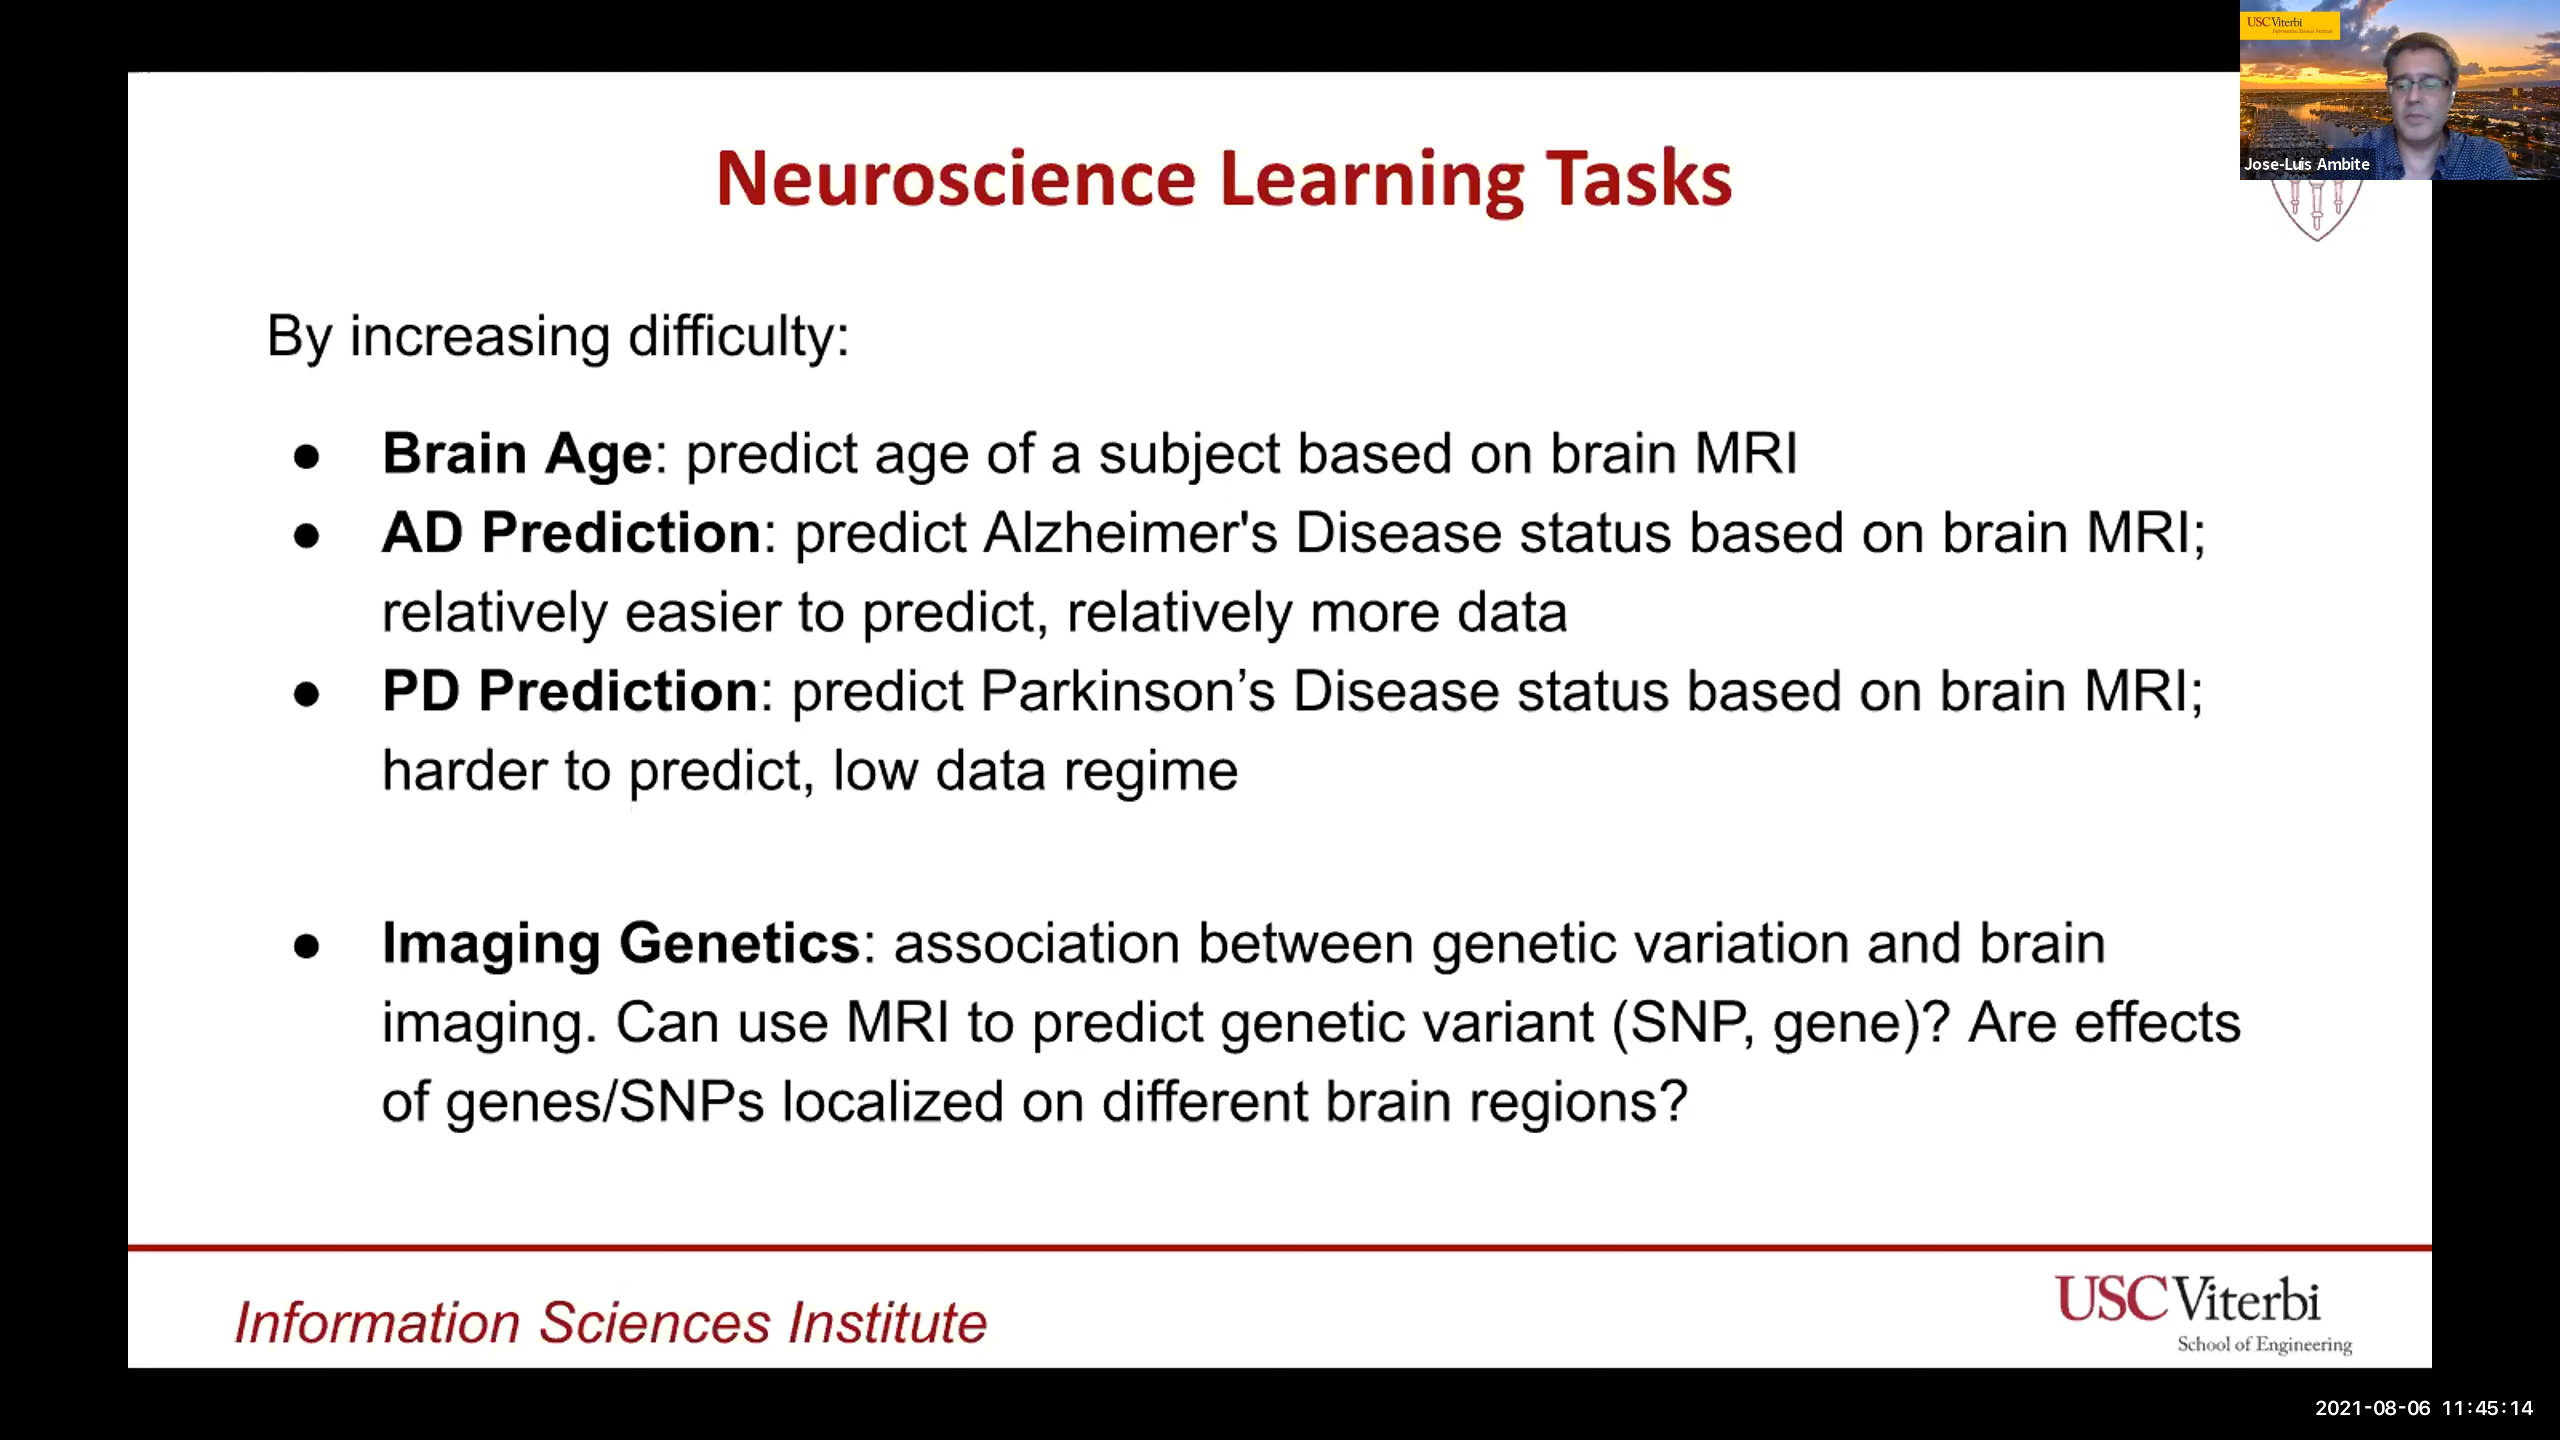 USC Viterbi
Information Sciences Institute
Jose-Luis Ambite
Neuroscience Learning Tasks
By increasing difficulty:
● Brain Age: predict age of a subject based on brain MRI
● AD Prediction: predict Alzheimer's Disease status based on brain MRI;
relatively easier to predict, relatively more data
● PD Prediction: predict Parkinson’s Disease status based on brain MRI;
harder to predict, low data regime
● Imaging Genetics: association between genetic variation and brain
imaging. Can use MRI to predict genetic variant (SNP, gene)? Are effects
of genes/SNPs localized on different brain regions?
Information Sciences Institute
USC Viterbi
School of Engineering
2021-08-06 11:45:14